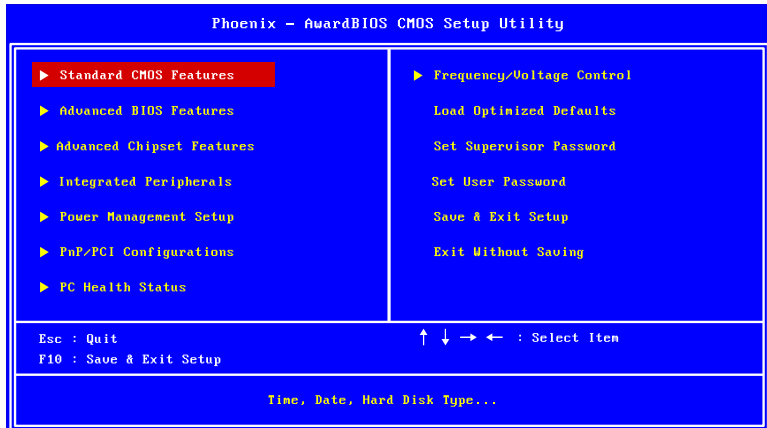 Phoenix – AwardBIOS CMOS Setup Utility
▶ Standard CMOS Features
▶ Advanced BIOS Features
▶ Advanced Chipset Features
▶ Integrated Peripherals
▶ Power Management Setup
▶ PnP/PCI Configurations
▶ PC Health Status
▶ Frequency/Voltage Control
Load Optimized Defaults
Set Supervisor Password
Set User Password
Save & Exit Setup
Exit Without Saving
Esc : Quit
F10 : Save & Exit Setup
↑ ↓ → ← : Select Item
Time, Date, Hard Disk Type...